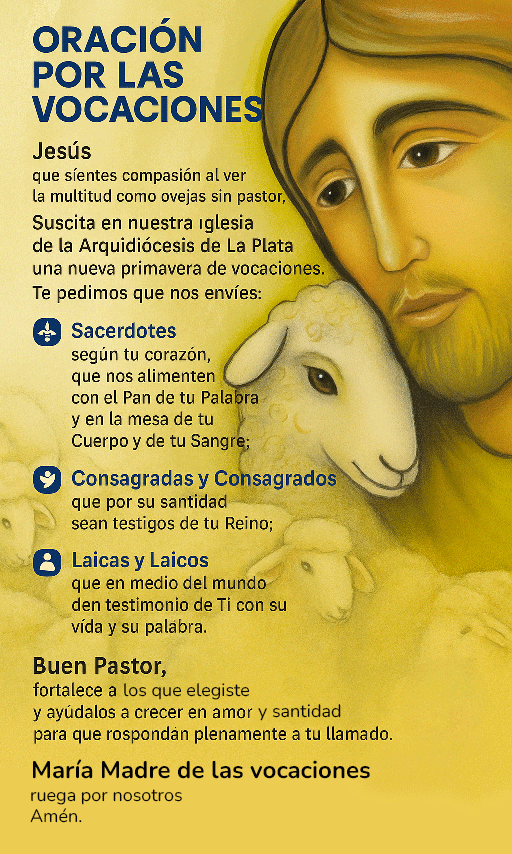 ORACIÓN
POR LAS
VOCACIONES
Jesús
que síentes compasión al ver
la multitud como ovejas sin pastor,
Suscita en nuestra ıglesia
de la Arquidiócesis de La Plata
una nueva primavera de vocaciones.
Te pedimos que nos envíes:
Sacerdotes
según tu corazón,
que nos alimenten
con el Pan de tu Palabra
y en la mesa de tu
Cuerpo y de tu Sangre;
Consagradas y Consagrados
que por su santidad
sean testigos de tu Reino;
Laicas y Laicos
que en medio del mundo
den testimonio de Ti con su
vída y su palabra.
Buen Pastor,
fortalece a los que elegiste
y ayúdalos a crecer en amor y santidad
para que rospondán plenamente a tu llamado.
María Madre de las vocaciones
ruega por nosotros
Amén.